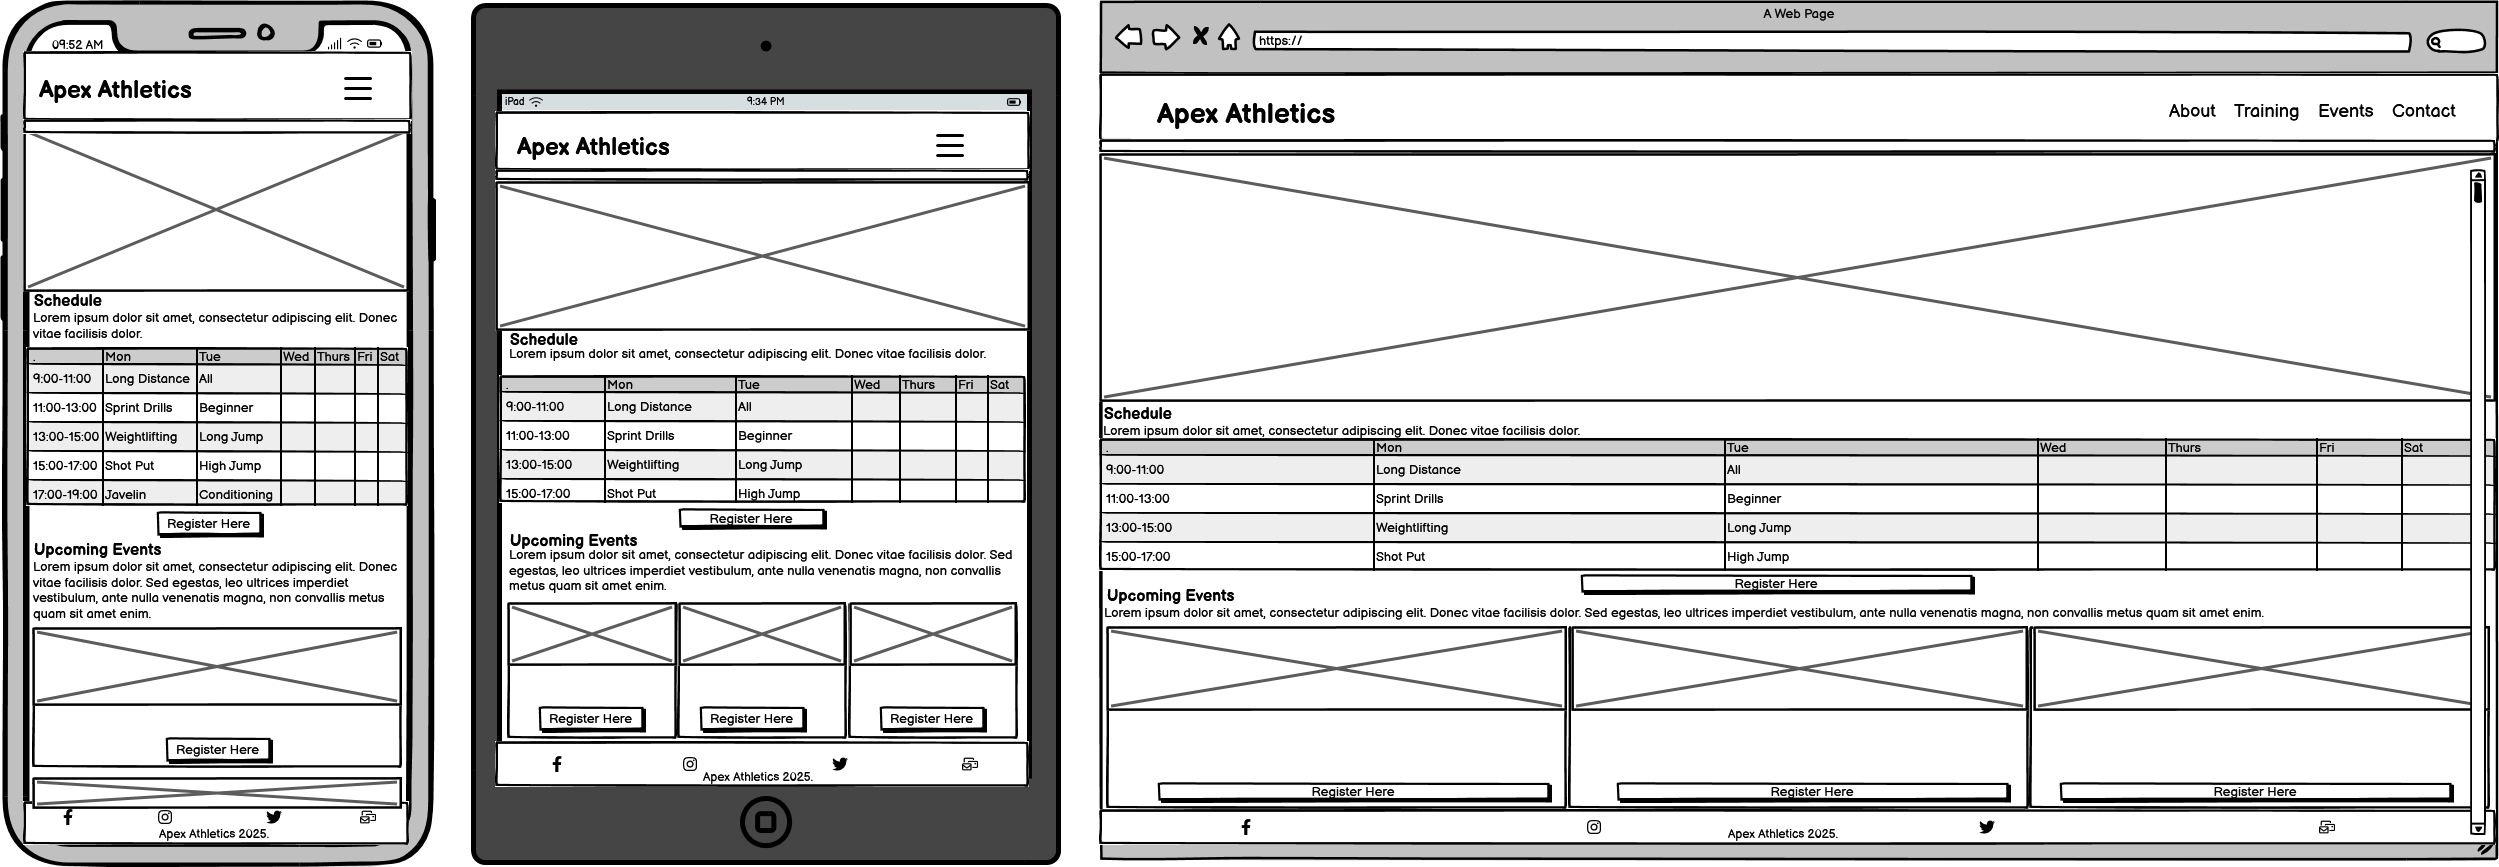 09:52 AM
Apex Athletics
Schedule
Lorem ipsum dolor sit amet, consectetur adipiscing elit. Donec
vitae facilisis dolor.
. Mon Tue Wed Thurs Fri Sat
9:00-11:00 Long Distance All
11:00-13:00 Sprint Drills Beginner
13:00-15:00 Weightlifting Long Jump
15:00-17:00 Shot Put High Jump
17:00-19:00 Javelin Conditioning
Register Here
Upcoming Events
Lorem ipsum dolor sit amet, consectetur adipiscing elit. Donec
vitae facilisis dolor. Sed egestas, leo ultrices imperdiet
vestibulum, ante nulla venenatis magna, non convallis metus
quam sit amet enim.
Register Here
Apex Athletics 2025.
iPad 9:34 PM
Apex Athletics
Schedule
Lorem ipsum dolor sit amet, consectetur adipiscing elit. Donec vitae facilisis dolor.
. Mon Tue Wed Thurs Fri Sat
9:00-11:00 Long Distance All
11:00-13:00 Sprint Drills Beginner
13:00-15:00 Weightlifting Long Jump
15:00-17:00 Shot Put High Jump
Register Here
Upcoming Events
Lorem ipsum dolor sit amet, consectetur adipiscing elit. Donec vitae facilisis dolor. Sed
egestas, leo ultrices imperdiet vestibulum, ante nulla venenatis magna, non convallis
metus quam sit amet enim.
Register Here Register Here Register Here
Apex Athletics 2025.
A Web Page
https://
Apex Athletics About Training Events Contact
Schedule
Lorem ipsum dolor sit amet, consectetur adipiscing elit. Donec vitae facilisis dolor.
. Mon Tue Wed Thurs Fri Sat
9:00-11:00 Long Distance All
11:00-13:00 Sprint Drills Beginner
13:00-15:00 Weightlifting Long Jump
15:00-17:00 Shot Put High Jump
Register Here
Upcoming Events
Lorem ipsum dolor sit amet, consectetur adipiscing elit. Donec vitae facilisis dolor. Sed egestas, leo ultrices imperdiet vestibulum, ante nulla venenatis magna, non convallis metus quam sit amet enim.
Register Here Register Here Register Here
Apex Athletics 2025.